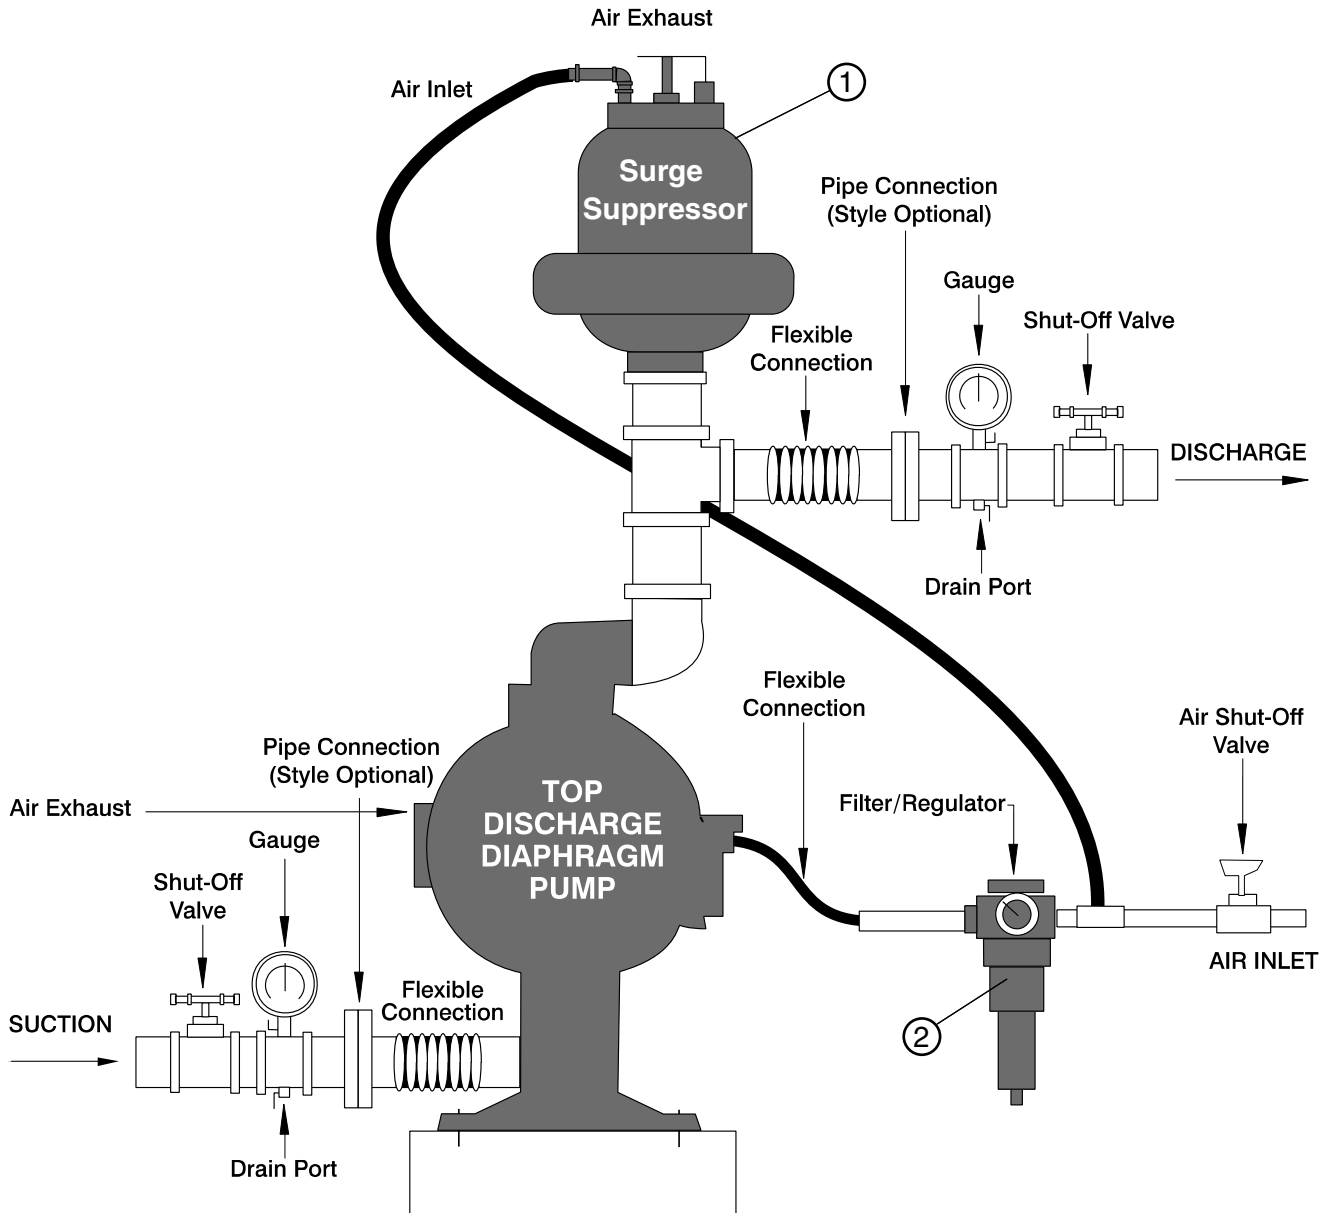 Air Exhaust
Air Inlet
1
Surge
Suppressor
Pipe Connection
(Style Optional)
Gauge
Shut-Off Valve
Flexible
Connection
DISCHARGE
Drain Port
Flexible
Connection
Air Shut-Off
Valve
Pipe Connection
(Style Optional)
Air Exhaust
TOP
DISCHARGE
DIAPHRAGM
PUMP
Filter/Regulator
Gauge
Shut-Off
Valve
AIR INLET
Flexible
Connection
SUCTION
2
Drain Port